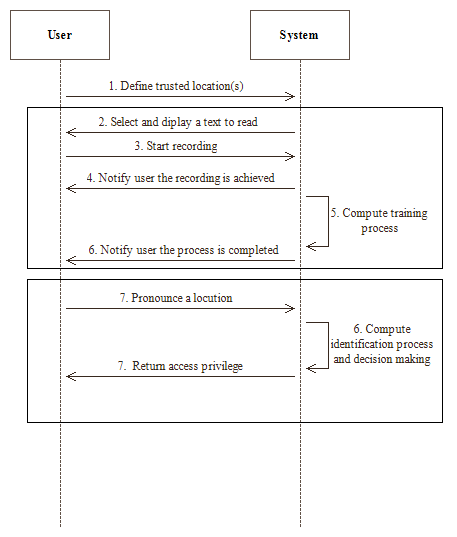 User
System
1. Define trusted location(s)
2. Select and diplay a text to read
3. Start recording
4. Notify user the recording is achieved
5. Compute training
process
6. Notify user the process is completed
7. Pronounce a locution
6. Compute
identification process
and decision making
7. Return access privilege